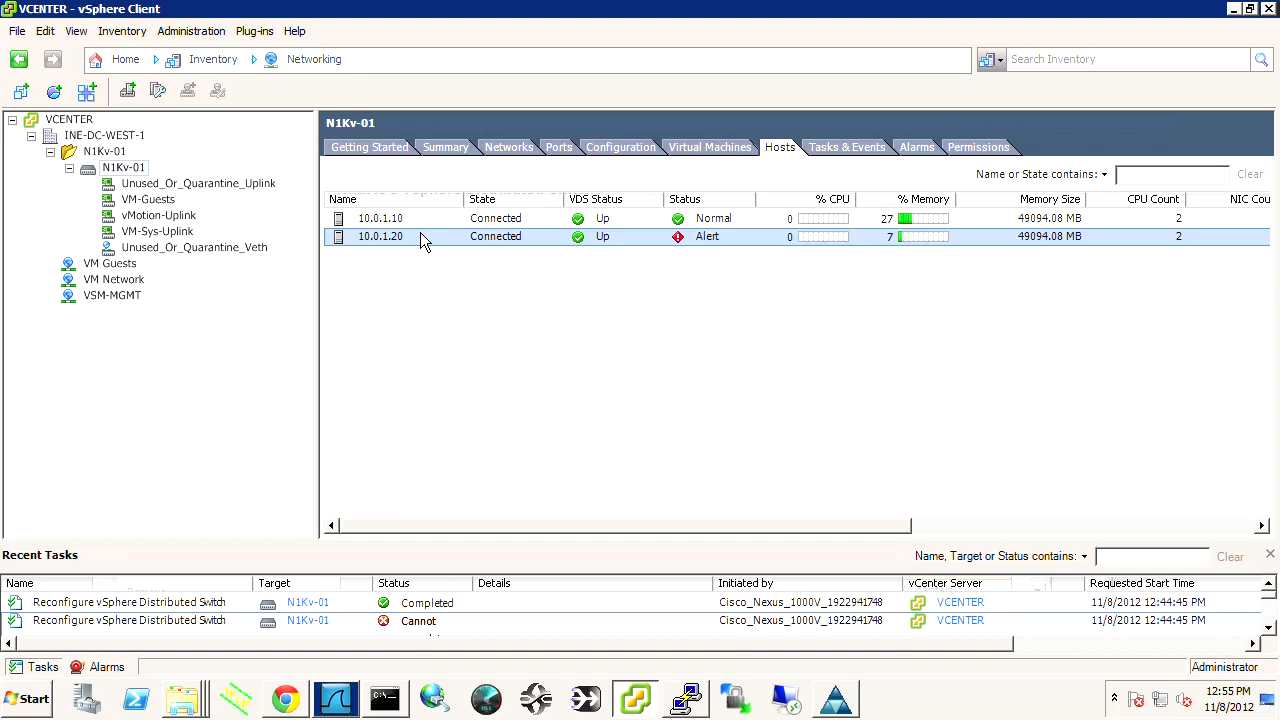 VCENTER - vSphere Client
File Edit View Inventory Administration Plug-ins Help
Home Inventory Networking Search Inventory
VCENTER
INE-DC-WEST-1
N1Kv-01
N1Kv-01
Unused_Or_Quarantine_Uplink
VM-Guests
vMotion-Uplink
VM-Sys-Uplink
Unused_Or_Quarantine_Veth
VM Guests
VM Network
VSM-MGMT
N1Kv-01
Getting Started Summary Networks Ports Configuration Virtual Machines Hosts Tasks & Events Alarms Permissions
Name or State contains: Clear
Name State VDS Status Status % CPU % Memory Memory Size CPU Count NIC Cou
10.0.1.10 Connected Up Normal 0 27 49094.08 MB 2
10.0.1.20 Connected Up Alert 0 7 49094.08 MB 2
Recent Tasks Name, Target or Status contains: Clear
Name Target Status Details Initiated by vCenter Server Requested Start Time
Reconfigure vSphere Distributed Switch N1Kv-01 Completed Cisco_Nexus_1000V_1922941748 VCENTER 11/8/2012 12:44:45 PM
Reconfigure vSphere Distributed Switch N1Kv-01 Cannot Cisco_Nexus_1000V_1922941748 VCENTER 11/8/2012 12:44:45 PM
Tasks Alarms Administrator
Start 12:55 PM
11/8/2012